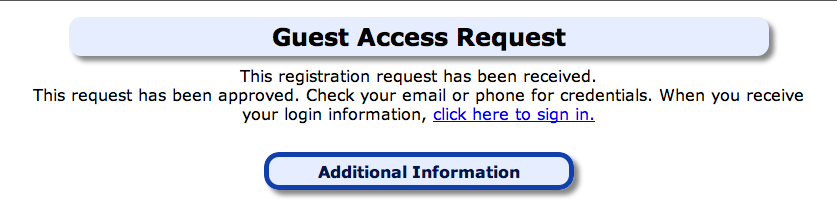 Guest Access Request
This registration request has been received.
This request has been approved. Check your email or phone for credentials. When you receive
your login information, click here to sign in.
Additional Information